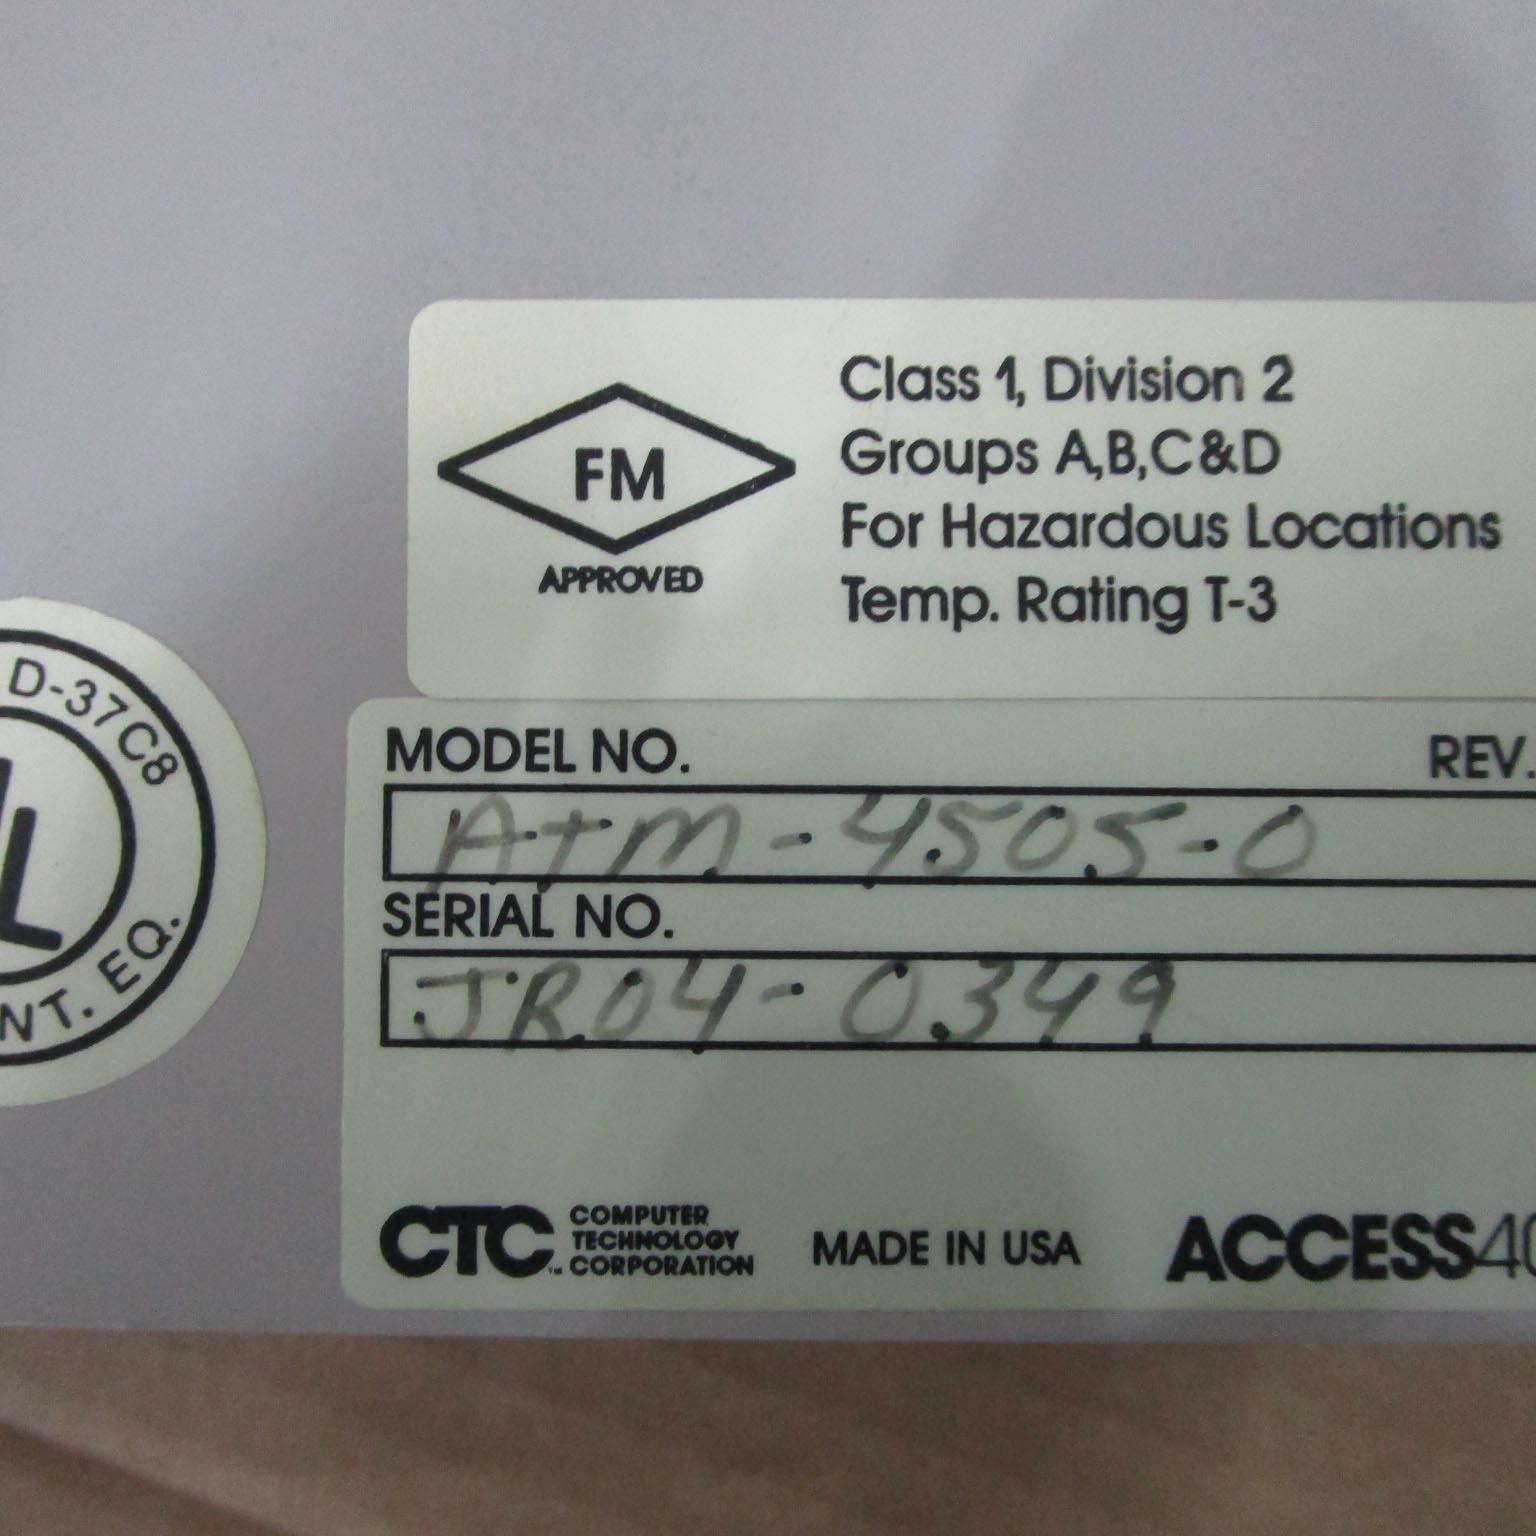 FM
APPROVED
Class 1, Division 2
Groups A,B,C&D
For Hazardous Locations
Temp. Rating T-3
D-37C8
L
NT. EQ.
MODEL NO.
REV.
ATM-4505-0
SERIAL NO.
JR04-0349
CTC COMPUTER
TECHNOLOGY
CORPORATION
MADE IN USA
ACCESS40